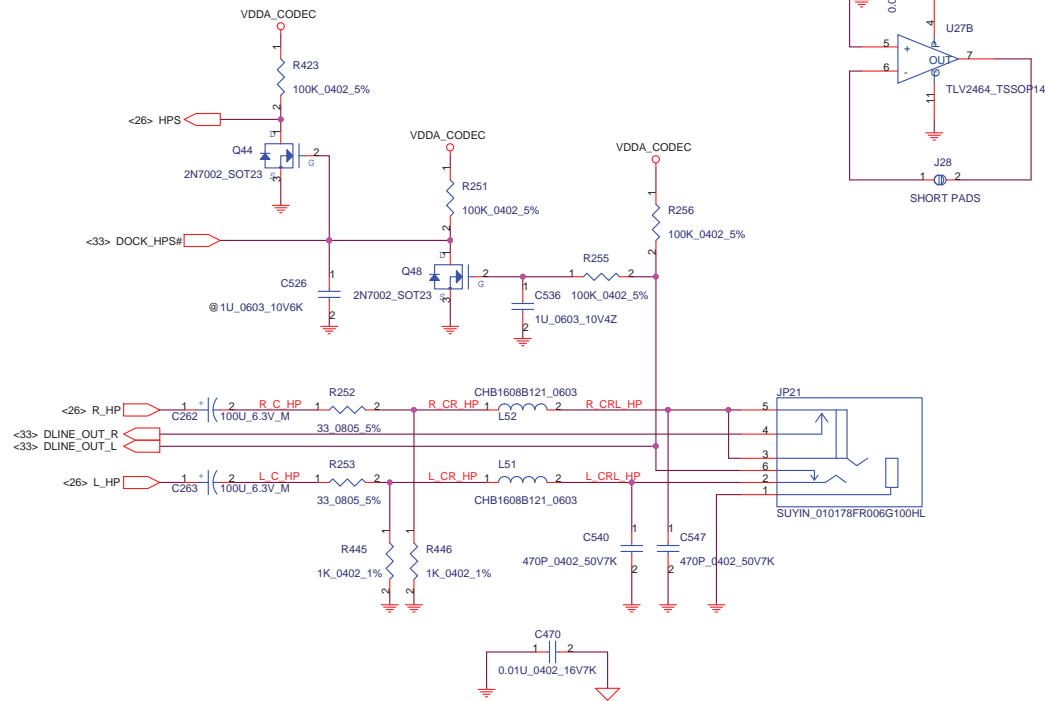 VDDA_CODEC
1
R423
100K_0402_5%
2
<26> HPS
1
D
Q44
2
G
2N7002_SOT23
S
3
0.0
4
U27B
5
+
P
OUT
7
6
-
G
TLV2464_TSSOP14
11
J28
1
2
SHORT PADS
VDDA_CODEC
1
R251
100K_0402_5%
2
<33> DOCK_HPS#
1
D
Q48
2
G
2N7002_SOT23
S
3
1
C526
@1U_0603_10V6K
2
VDDA_CODEC
1
R256
100K_0402_5%
2
R255
1
2
100K_0402_5%
1
C536
1U_0603_10V4Z
2
<26> R_HP
1
+
2
C262
100U_6.3V_M
R_C_HP
R252
1
2
33_0805_5%
R_CR_HP
CHB1608B121_0603
1
2
L52
R_CRL_HP
<33> DLINE_OUT_R
<33> DLINE_OUT_L
<26> L_HP
1
+
2
C263
100U_6.3V_M
L_C_HP
R253
1
2
33_0805_5%
L_CR_HP
L51
1
2
CHB1608B121_0603
L_CRL_HP
JP21
5
4
3
6
2
1
SUYIN_010178FR006G100HL
1
R445
1K_0402_1%
2
1
R446
1K_0402_1%
2
1
C540
470P_0402_50V7K
2
1
C547
470P_0402_50V7K
2
C470
1
2
0.01U_0402_16V7K